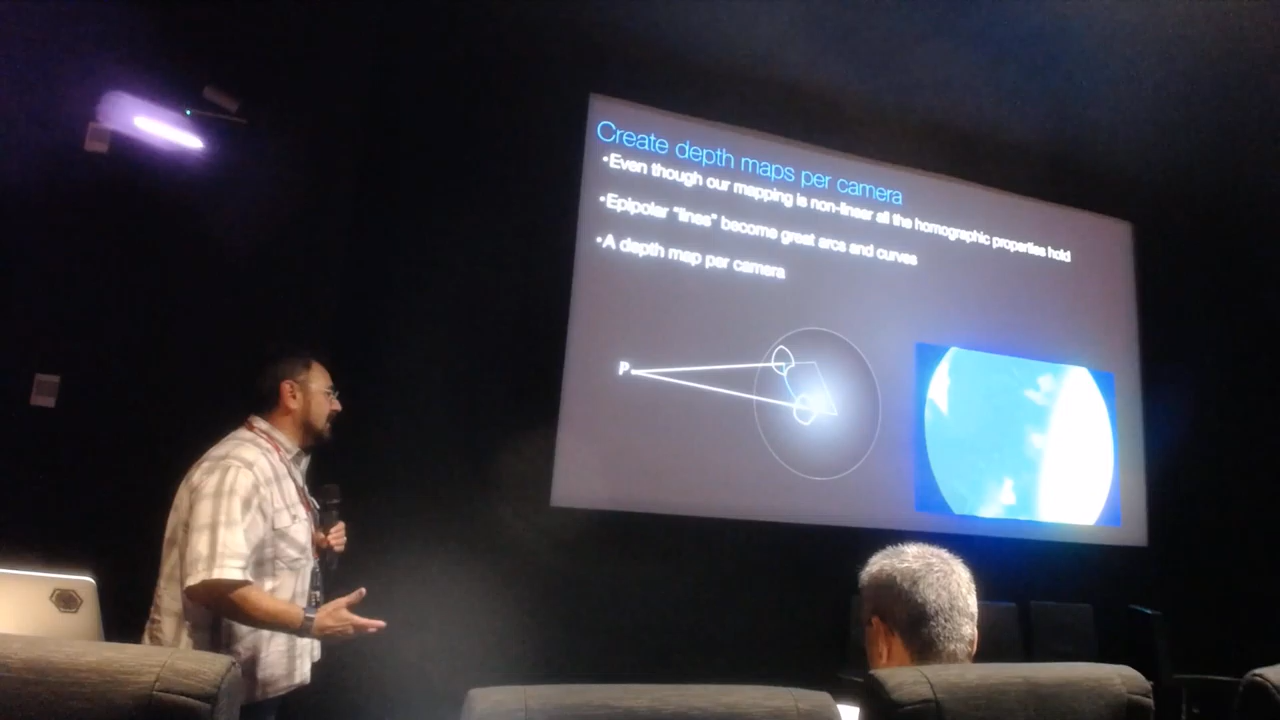 Create depth maps per camera
•Even though our mapping is non-linear all the homographic properties hold
•Epipolar "lines" become great arcs and curves
•A depth map per camera
P